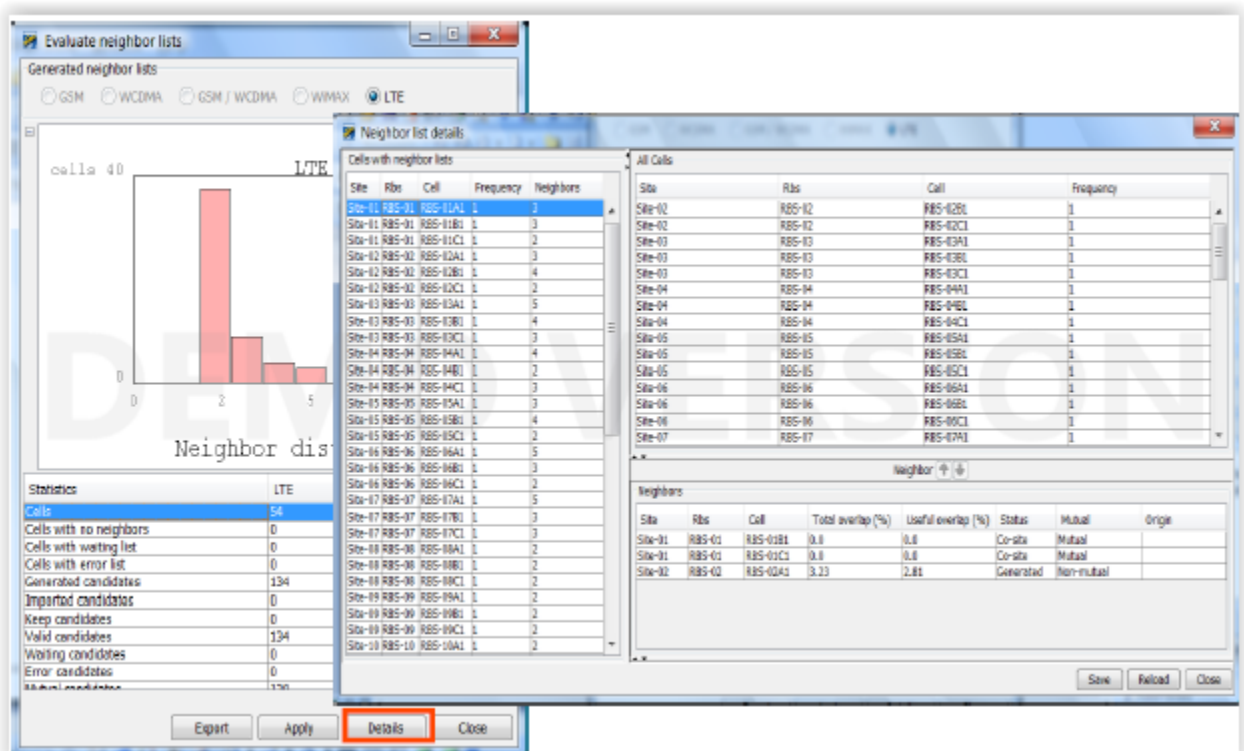 Evaluate neighbor lists
Generated neighbor lists
GSM WCDMA GSM / WCDMA WIMAX LTE
cells 40
LTE
0
0 2 5
Neighbor dis
Statistics LTE
Cells 54
Cells with no neighbors 0
Cells with waiting list 0
Cells with error list 0
Generated candidates 134
Imported candidates 0
Keep candidates 0
Valid candidates 134
Waiting candidates 0
Error candidates 0
Export Apply Details Close
Neighbor list details
Cells with neighbor lists
Site Rbs Cell Frequency Neighbors
Site-01 RBS-01 RBS-01A1 1 3
Site-01 RBS-01 RBS-01B1 1 3
Site-01 RBS-01 RBS-01C1 1 2
Site-02 RBS-02 RBS-02A1 1 3
Site-02 RBS-02 RBS-02B1 1 4
Site-02 RBS-02 RBS-02C1 1 2
Site-03 RBS-03 RBS-03A1 1 5
Site-03 RBS-03 RBS-03B1 1 4
Site-03 RBS-03 RBS-03C1 1 3
Site-04 RBS-04 RBS-04A1 1 4
Site-04 RBS-04 RBS-04B1 1 2
Site-04 RBS-04 RBS-04C1 1 3
Site-05 RBS-05 RBS-05A1 1 3
Site-05 RBS-05 RBS-05B1 1 4
Site-05 RBS-05 RBS-05C1 1 2
Site-06 RBS-06 RBS-06A1 1 5
Site-06 RBS-06 RBS-06B1 1 3
Site-06 RBS-06 RBS-06C1 1 2
Site-07 RBS-07 RBS-07A1 1 5
Site-07 RBS-07 RBS-07B1 1 3
Site-07 RBS-07 RBS-07C1 1 3
Site-08 RBS-08 RBS-08A1 1 2
Site-08 RBS-08 RBS-08B1 1 2
Site-08 RBS-08 RBS-08C1 1 2
Site-09 RBS-09 RBS-09A1 1 2
Site-09 RBS-09 RBS-09B1 1 2
Site-09 RBS-09 RBS-09C1 1 2
Site-10 RBS-10 RBS-10A1 1 2
All Cells
Site Rbs Cell Frequency
Site-02 RBS-02 RBS-02B1 1
Site-02 RBS-02 RBS-02C1 1
Site-03 RBS-03 RBS-03A1 1
Site-03 RBS-03 RBS-03B1 1
Site-03 RBS-03 RBS-03C1 1
Site-04 RBS-04 RBS-04A1 1
Site-04 RBS-04 RBS-04B1 1
Site-04 RBS-04 RBS-04C1 1
Site-05 RBS-05 RBS-05A1 1
Site-05 RBS-05 RBS-05B1 1
Site-05 RBS-05 RBS-05C1 1
Site-06 RBS-06 RBS-06A1 1
Site-06 RBS-06 RBS-06B1 1
Site-06 RBS-06 RBS-06C1 1
Site-07 RBS-07 RBS-07A1 1
Neighbor
Neighbors
Site Rbs Cell Total overlap (%) Useful overlap (%) Status Mutual Origin
Site-01 RBS-01 RBS-01B1 0.0 0.0 Co-site Mutual
Site-01 RBS-01 RBS-01C1 0.0 0.0 Co-site Mutual
Site-02 RBS-02 RBS-02A1 3.23 2.81 Generated Non-mutual
Save Reload Close
DEMO VERSION